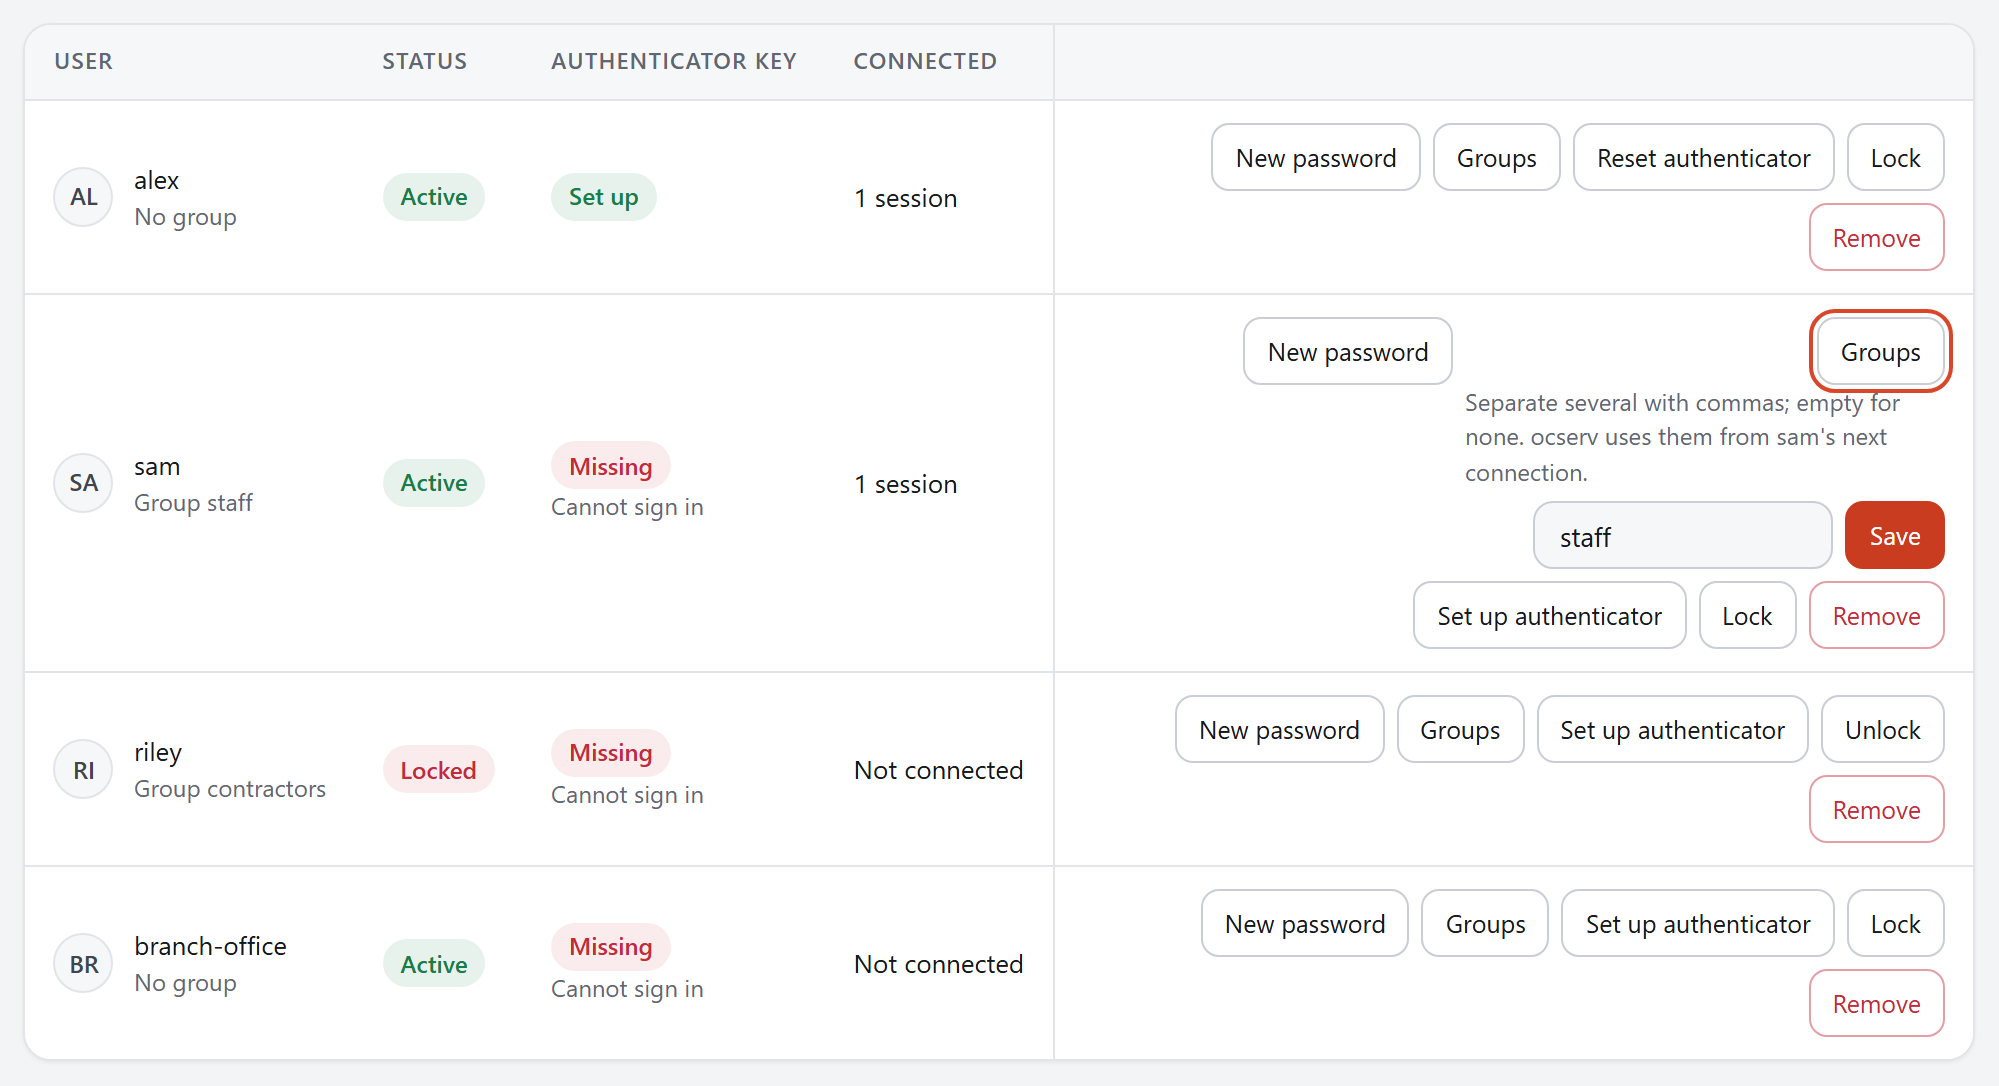 USER STATUS AUTHENTICATOR KEY CONNECTED
AL alex No group Active Set up 1 session
New password Groups Reset authenticator Lock
Remove
SA sam Group staff Active Missing Cannot sign in 1 session
New password Groups
Separate several with commas; empty for
none. ocserv uses them from sam's next
connection.
staff Save
Set up authenticator Lock Remove
RI riley Group contractors Locked Missing Cannot sign in Not connected
New password Groups Set up authenticator Unlock
Remove
BR branch-office No group Active Missing Cannot sign in Not connected
New password Groups Set up authenticator Lock
Remove